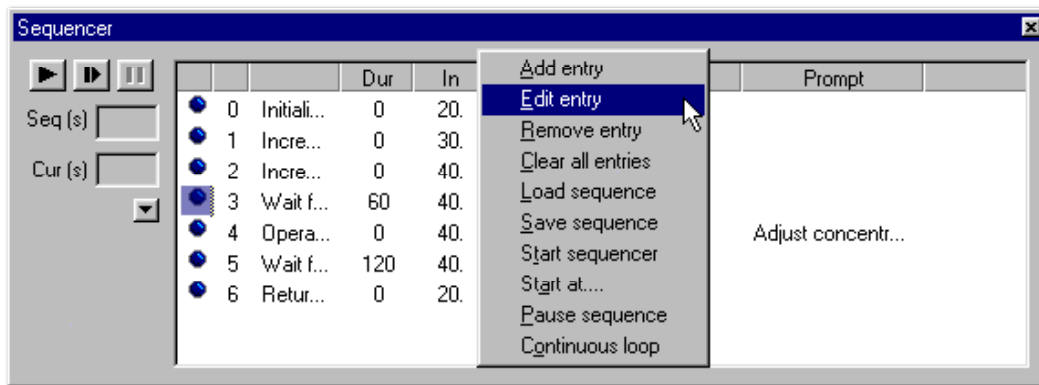 Sequencer
Dur In Prompt
Seq (s)
Cur (s)
0 Initiali... 0 20.
1 Incre... 0 30.
2 Incre... 0 40.
3 Wait f... 60 40.
4 Opera... 0 40. Adjust concentr...
5 Wait f... 120 40.
6 Retur... 0 20.
Add entry
Edit entry
Remove entry
Clear all entries
Load sequence
Save sequence
Start sequencer
Start at....
Pause sequence
Continuous loop